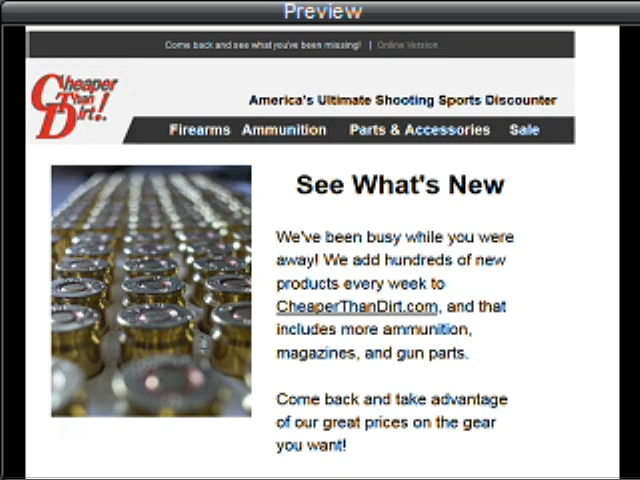 Preview
Come back and see what you've been missing! | Online Version
Cheaper
Than
Dirt!
America's Ultimate Shooting Sports Discounter
Firearms Ammunition Parts & Accessories Sale
See What's New
We've been busy while you were
away! We add hundreds of new
products every week to
CheaperThanDirt.com, and that
includes more ammunition,
magazines, and gun parts.
Come back and take advantage
of our great prices on the gear
you want!